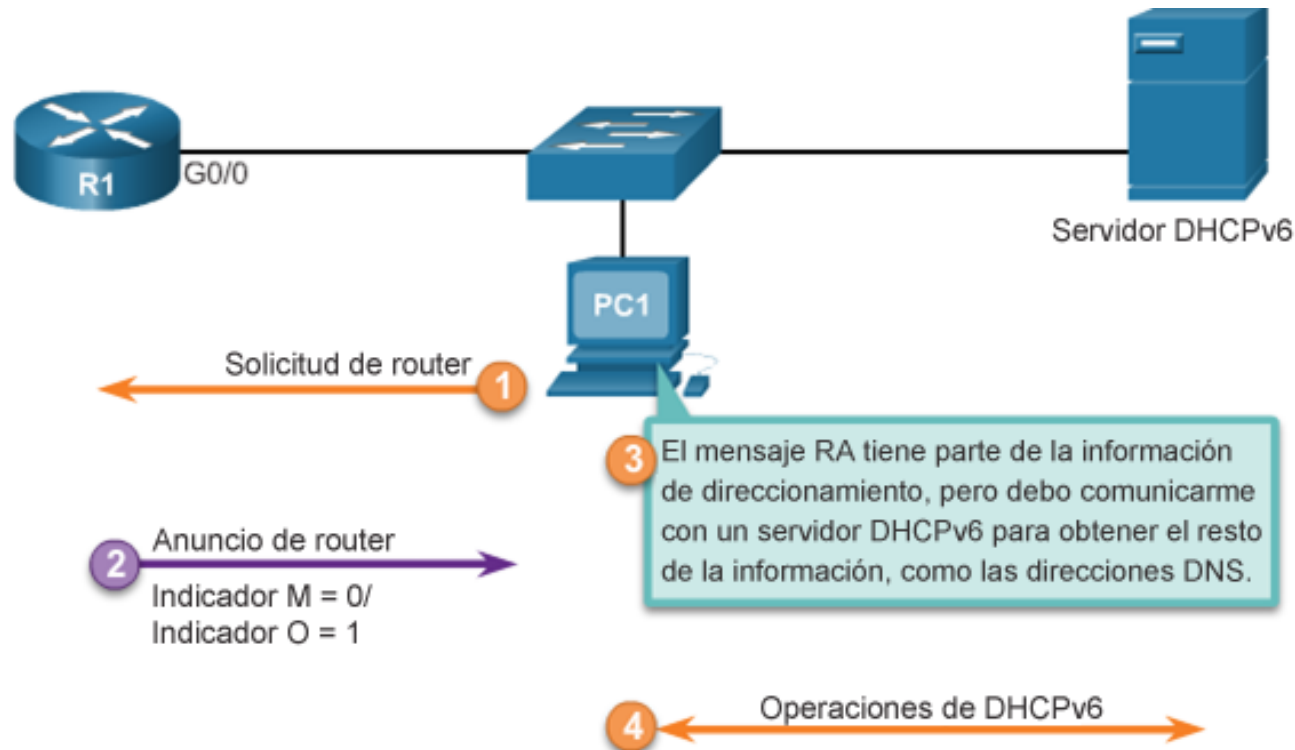 R1
G0/0
Servidor DHCPv6
PC1
Solicitud de router
1
3
El mensaje RA tiene parte de la información
de direccionamiento, pero debo comunicarme
con un servidor DHCPv6 para obtener el resto
de la información, como las direcciones DNS.
2
Anuncio de router
Indicador M = 0/
Indicador O = 1
4
Operaciones de DHCPv6